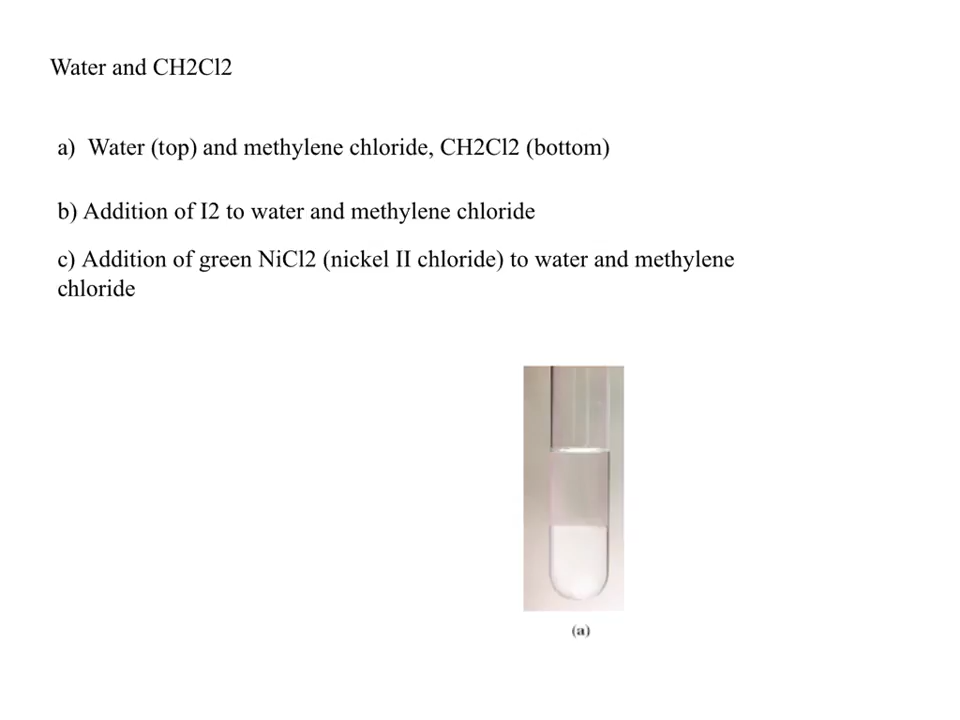 Water and CH2Cl2
a) Water (top) and methylene chloride, CH2Cl2 (bottom)
b) Addition of I2 to water and methylene chloride
c) Addition of green NiCl2 (nickel II chloride) to water and methylene
chloride
(a)